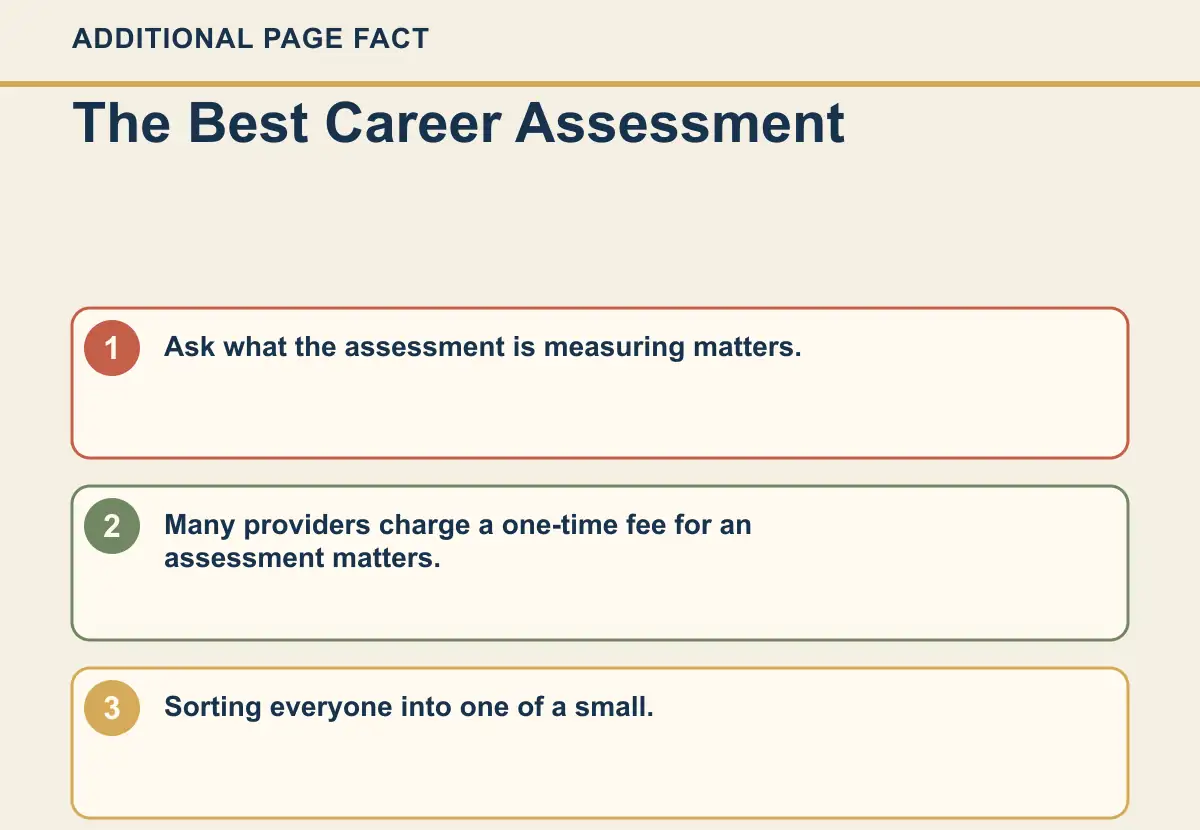 ADDITIONAL PAGE FACT
The Best Career Assessment
1
Ask what the assessment is measuring matters.
2
Many providers charge a one-time fee for an
assessment matters.
3
Sorting everyone into one of a small.